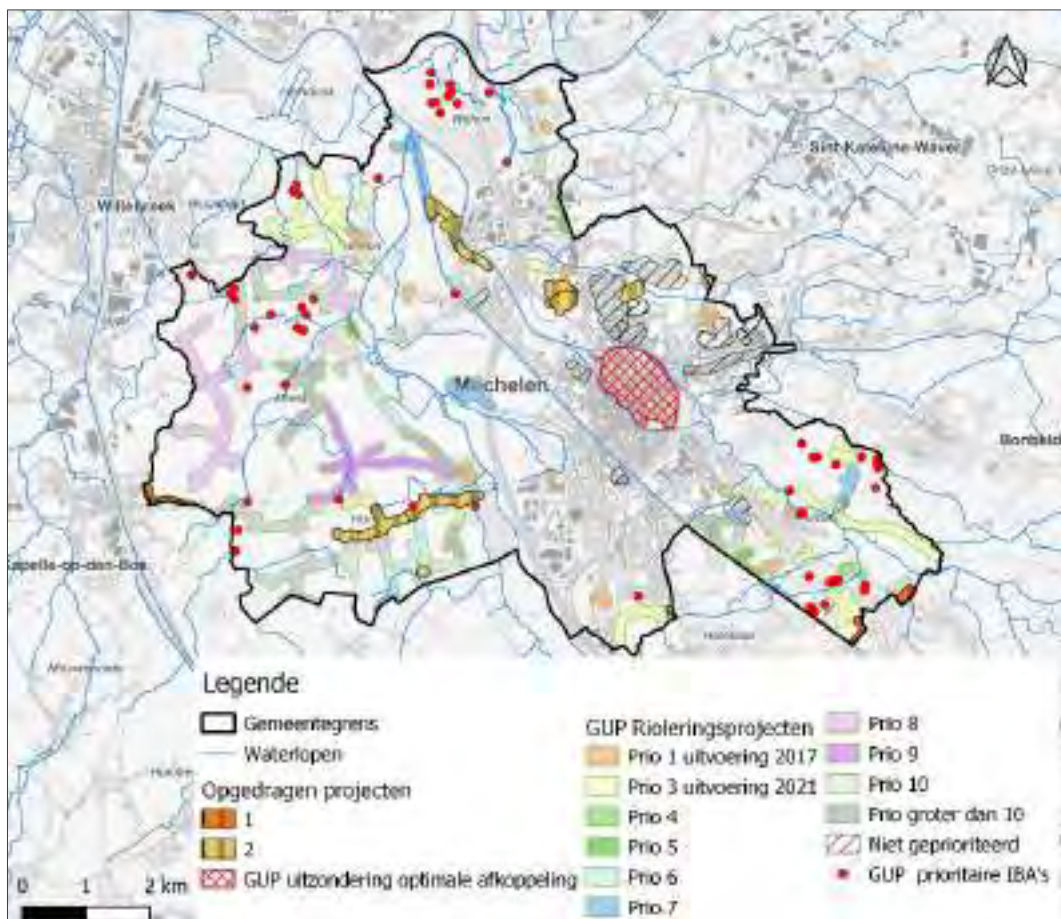 Sint-Katelijne-Waver
Willebroek
Mechelen
Kapelle-op-den-Bos
Legende
Gemeentegrens
Waterlopen
Opgedragen projecten
1
2
GUP uitzondering optimale afkoppeling
0 1 2 km
GUP Rioleringsprojecten
Prio 1 uitvoering 2017
Prio 3 uitvoering 2021
Prio 4
Prio 5
Prio 6
Prio 7
Prio 8
Prio 9
Prio 10
Prio groter dan 10
Niet geprioriteerd
GUP prioritaire IBA's